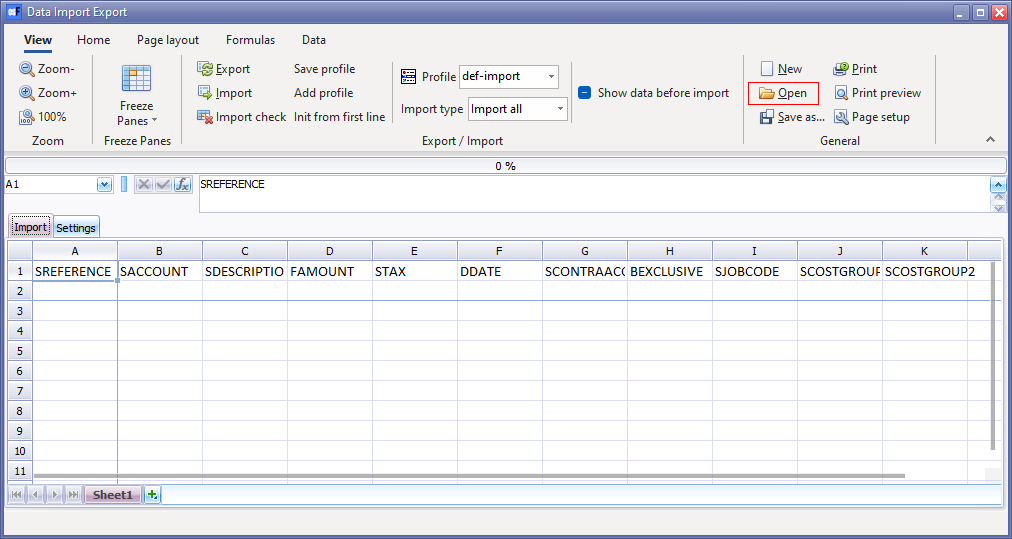 Data Import Export
View Home Page layout Formulas Data
Zoom- Export Save profile Profile def-import New Print
Zoom+ Freeze Panes Import Add profile Show data before import Open Print preview
100% Import check Init from first line Import type Import all Save as... Page setup
Zoom Freeze Panes Export / Import General
0 %
A1 fx SREFERENCE
Import Settings
A B C D E F G H I J K
1 SREFERENCE SACCOUNT SDESCRIPTIO FAMOUNT STAX DDATE SCONTRAACC BEXCLUSIVE SJOBCODE SCOSTGROUP SCOSTGROUP2
2
3
4
5
6
7
8
9
10
11
Sheet1